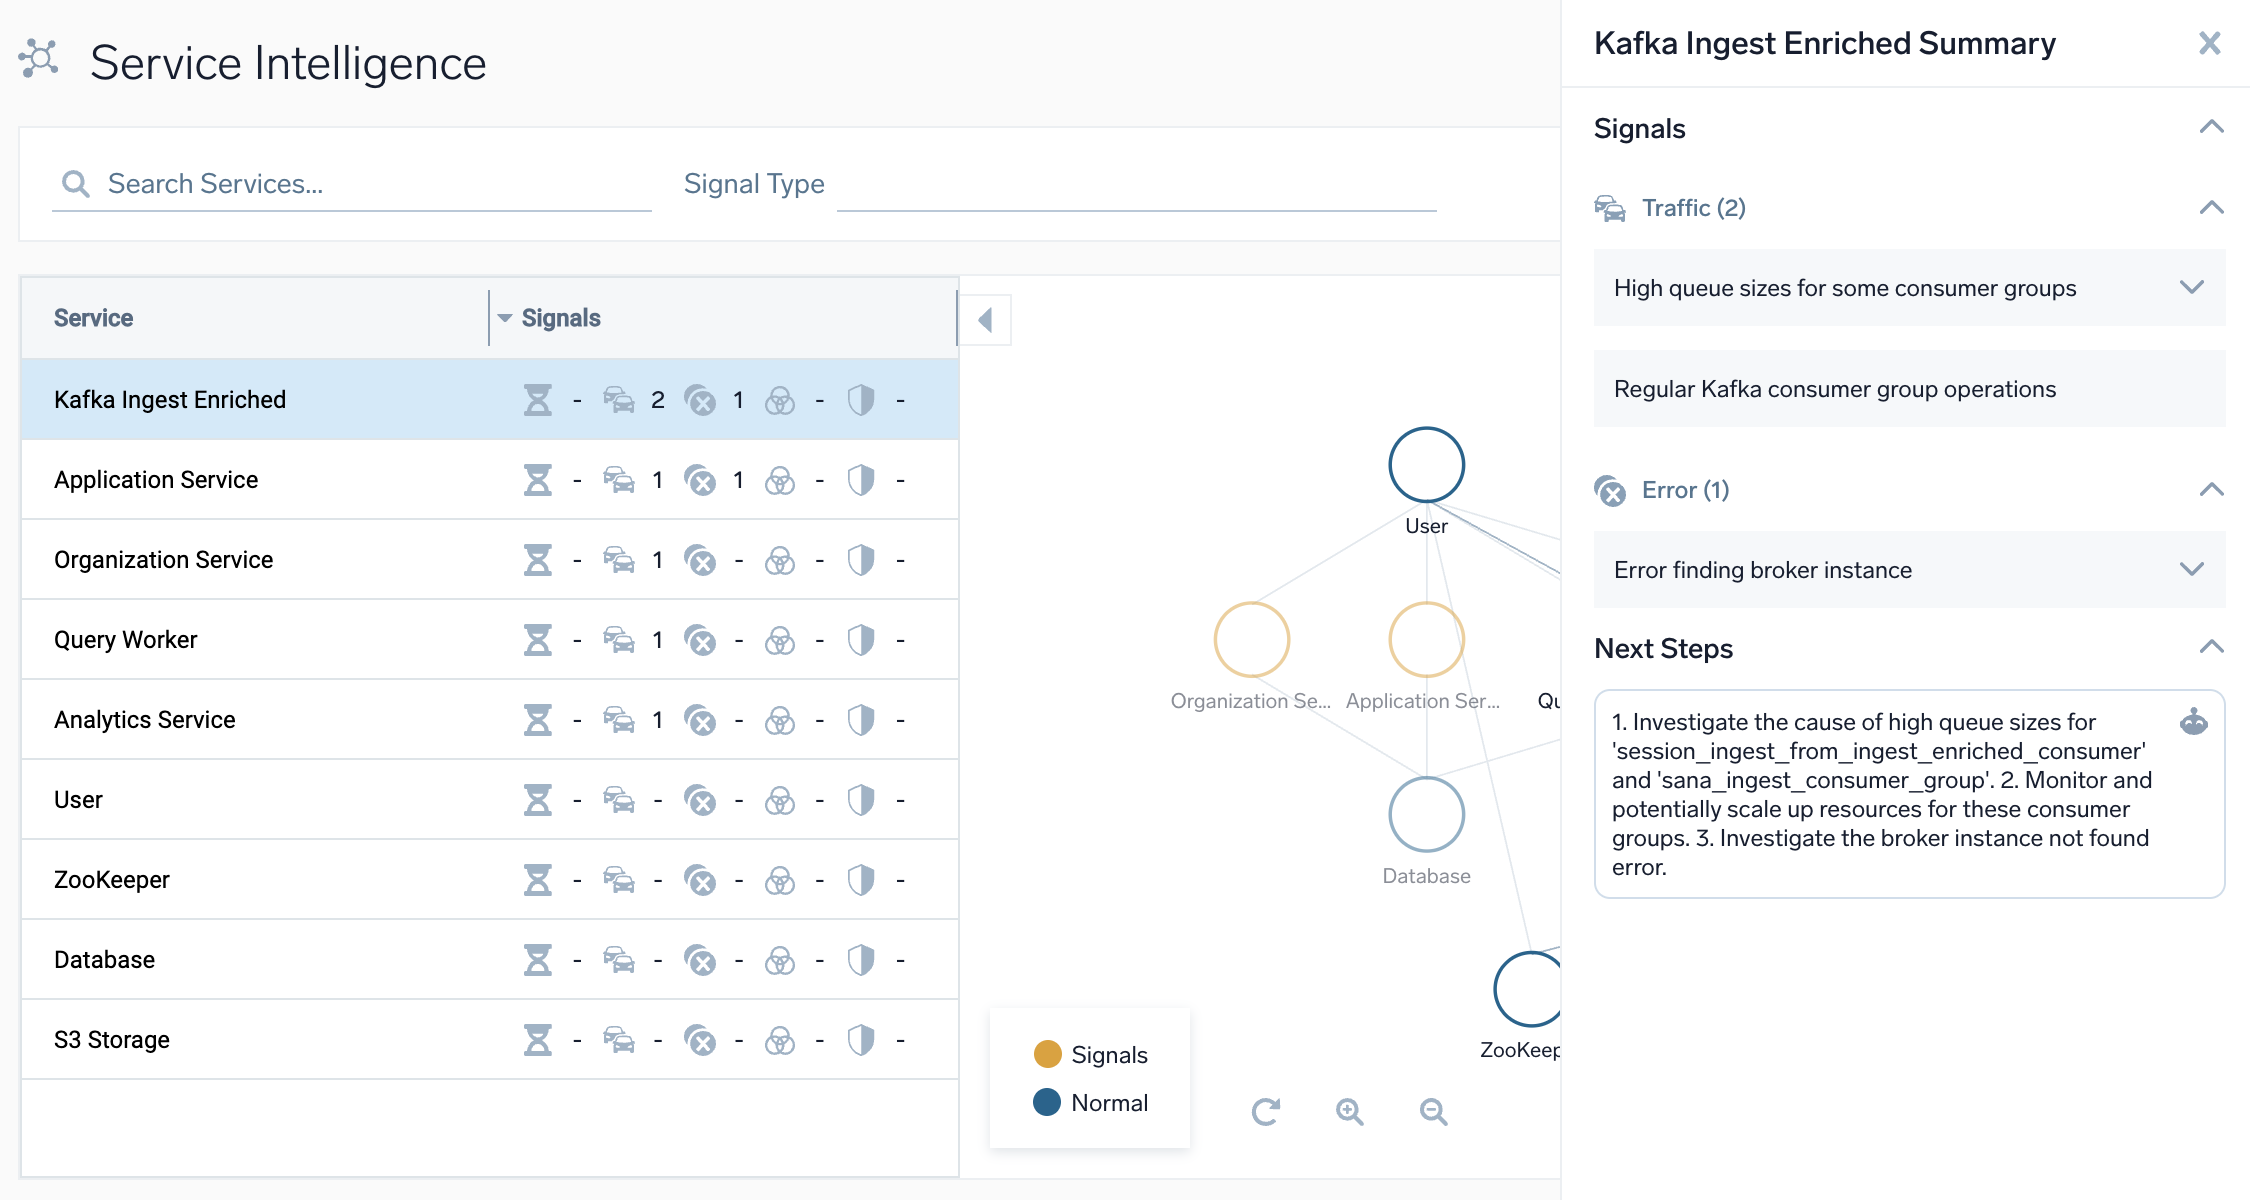 Service Intelligence
Search Services...
Signal Type
Service
Signals
Kafka Ingest Enriched - 2 1 - -
Application Service - 1 1 - -
Organization Service - 1 - - -
Query Worker - 1 - - -
Analytics Service - 1 - - -
User - - - - -
ZooKeeper - - - - -
Database - - - - -
S3 Storage - - - - -
User
Organization Se...
Application Ser...
Qu
Database
ZooKeep
Signals
Normal
Kafka Ingest Enriched Summary
Signals
Traffic (2)
High queue sizes for some consumer groups
Regular Kafka consumer group operations
Error (1)
Error finding broker instance
Next Steps
1. Investigate the cause of high queue sizes for
'session_ingest_from_ingest_enriched_consumer'
and 'sana_ingest_consumer_group'. 2. Monitor and
potentially scale up resources for these consumer
groups. 3. Investigate the broker instance not found
error.